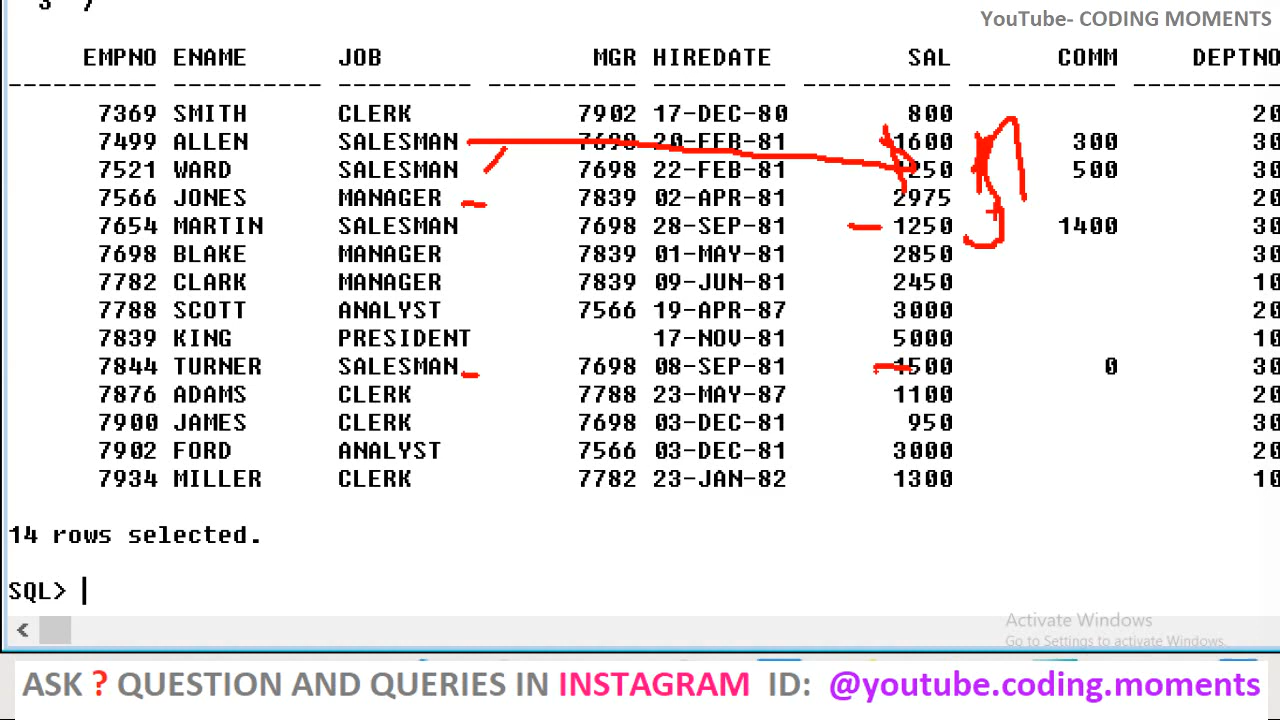 YouTube- CODING MOMENTS
EMPNO ENAME JOB MGR HIREDATE SAL COMM DEPTNO
---------- ---------- --------- ---------- --------- ---------- ---------- ----------
7369 SMITH CLERK 7902 17-DEC-80 800 20
7499 ALLEN SALESMAN 7698 20-FEB-81 1600 300 30
7521 WARD SALESMAN 7698 22-FEB-81 1250 500 30
7566 JONES MANAGER 7839 02-APR-81 2975 20
7654 MARTIN SALESMAN 7698 28-SEP-81 1250 1400 30
7698 BLAKE MANAGER 7839 01-MAY-81 2850 30
7782 CLARK MANAGER 7839 09-JUN-81 2450 10
7788 SCOTT ANALYST 7566 19-APR-87 3000 20
7839 KING PRESIDENT 17-NOV-81 5000 10
7844 TURNER SALESMAN 7698 08-SEP-81 1500 0 30
7876 ADAMS CLERK 7788 23-MAY-87 1100 20
7900 JAMES CLERK 7698 03-DEC-81 950 30
7902 FORD ANALYST 7566 03-DEC-81 3000 20
7934 MILLER CLERK 7782 23-JAN-82 1300 10
14 rows selected.
SQL>
Activate Windows
Go to Settings to activate Windows.
ASK ? QUESTION AND QUERIES IN INSTAGRAM ID: @youtube.coding.moments